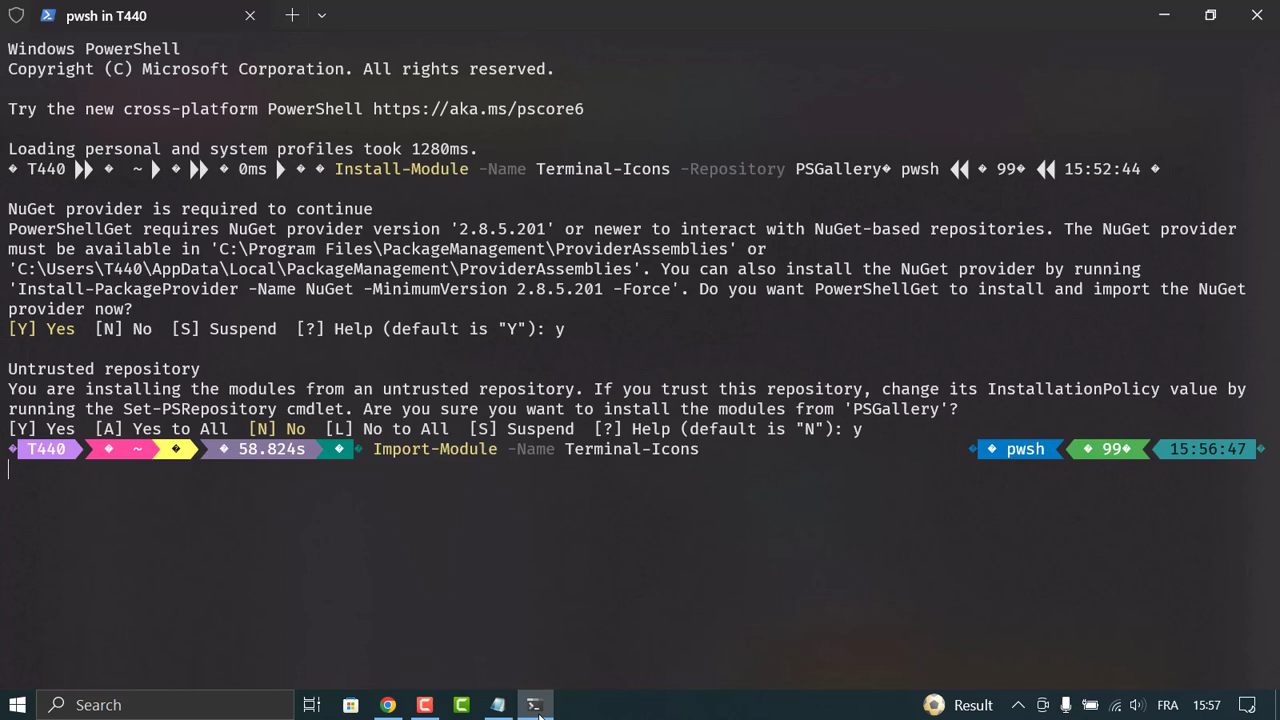 pwsh in T440
Windows PowerShell
Copyright (C) Microsoft Corporation. All rights reserved.
Try the new cross-platform PowerShell https://aka.ms/pscore6
Loading personal and system profiles took 1280ms.
� T440 � ~ � � 0ms � � Install-Module -Name Terminal-Icons -Repository PSGallery� pwsh � 99� 15:52:44 �
NuGet provider is required to continue
PowerShellGet requires NuGet provider version '2.8.5.201' or newer to interact with NuGet-based repositories. The NuGet provider
must be available in 'C:\Program Files\PackageManagement\ProviderAssemblies' or
'C:\Users\T440\AppData\Local\PackageManagement\ProviderAssemblies'. You can also install the NuGet provider by running
'Install-PackageProvider -Name NuGet -MinimumVersion 2.8.5.201 -Force'. Do you want PowerShellGet to install and import the NuGet
provider now?
[Y] Yes  [N] No  [S] Suspend  [?] Help (default is "Y"): y
Untrusted repository
You are installing the modules from an untrusted repository. If you trust this repository, change its InstallationPolicy value by
running the Set-PSRepository cmdlet. Are you sure you want to install the modules from 'PSGallery'?
[Y] Yes  [A] Yes to All  [N] No  [L] No to All  [S] Suspend  [?] Help (default is "N"): y
� T440 � ~ � � 58.824s � � Import-Module -Name Terminal-Icons � � pwsh � 99� 15:56:47 �
Search
Result
FRA
15:57